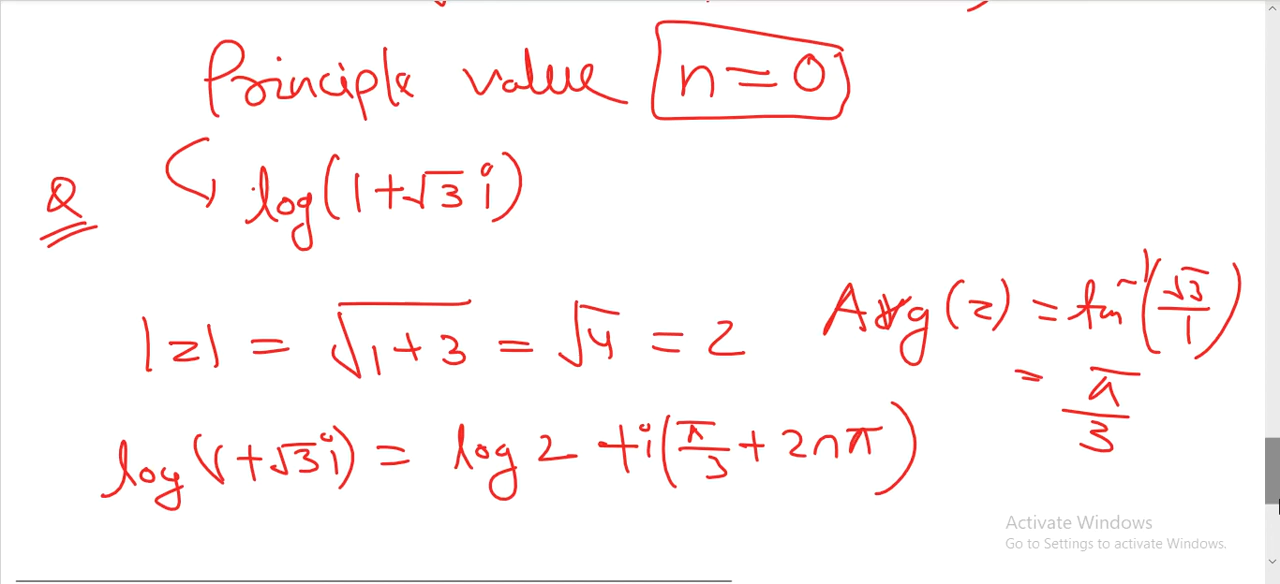 Principle value n=0
Q log(1+√3 i)
|z| = √1+3 = √4 = 2 Arg(z) = tan⁻¹(√3/1)
= π/3
log(1+√3i) = log 2 + i(π/3 + 2nπ)
Activate Windows
Go to Settings to activate Windows.